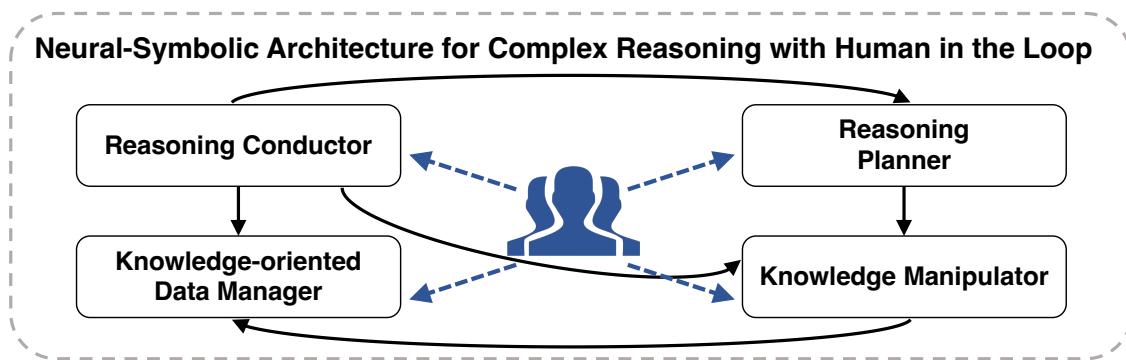 Neural-Symbolic Architecture for Complex Reasoning with Human in the Loop
Reasoning Conductor
Reasoning
Planner
Knowledge-oriented
Data Manager
Knowledge Manipulator